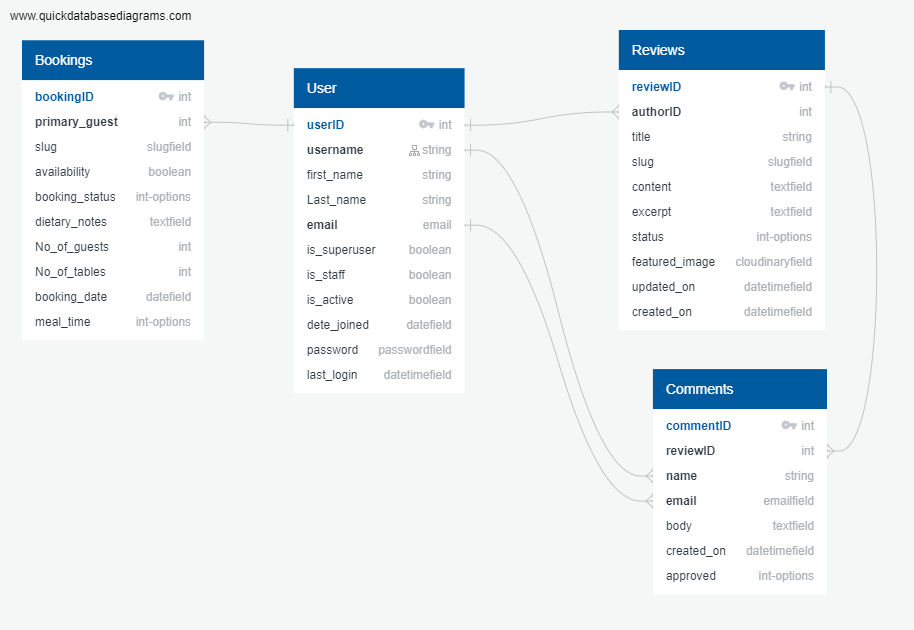 www.quickdatabasediagrams.com
Bookings
bookingID int
primary_guest int
slug slugfield
availability boolean
booking_status int-options
dietary_notes textfield
No_of_guests int
No_of_tables int
booking_date datefield
meal_time int-options
User
userID int
username string
first_name string
Last_name string
email email
is_superuser boolean
is_staff boolean
is_active boolean
dete_joined datefield
password passwordfield
last_login datetimefield
Reviews
reviewID int
authorID int
title string
slug slugfield
content textfield
excerpt textfield
status int-options
featured_image cloudinaryfield
updated_on datetimefield
created_on datetimefield
Comments
commentID int
reviewID int
name string
email emailfield
body textfield
created_on datetimefield
approved int-options